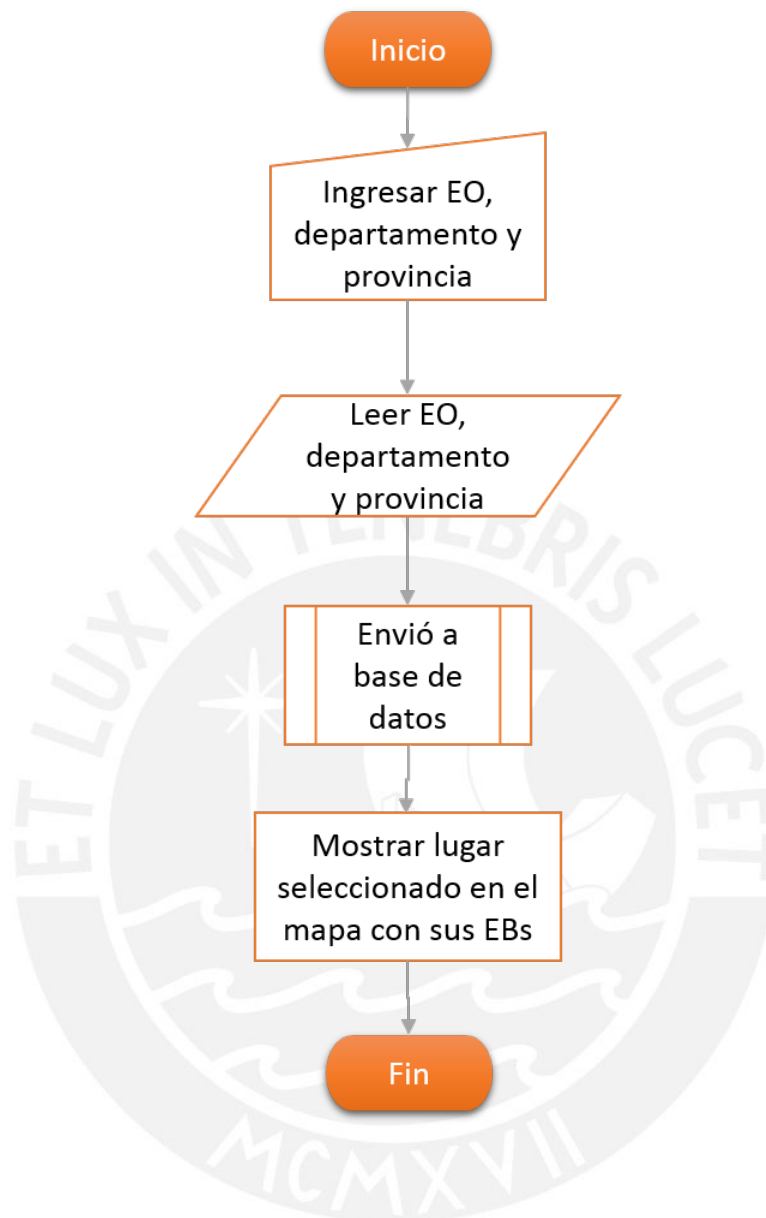 Inicio
Ingresar EO,
departamento y
provincia
Leer EO,
departamento
y provincia
Envió a
base de
datos
Mostrar lugar
seleccionado en el
mapa con sus EBs
Fin
ET LUX IN TENEBRIS LUCET
MCMXVII